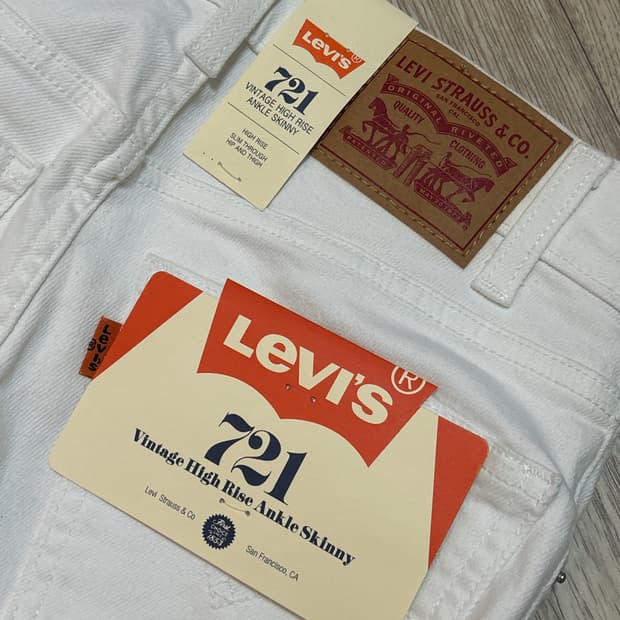 Levi's®
721
VINTAGE HIGH RISE
ANKLE SKINNY
HIGH RISE
SLIM THROUGH
HIP AND THIGH
LEVI STRAUSS & CO.
SAN FRANCISCO
CAL.
ORIGINAL RIVETED
QUALITY CLOTHING
Levi's
®
LEVI'S®
721
Vintage High Rise Ankle Skinny
Levi Strauss & Co
San Francisco, CA
1853